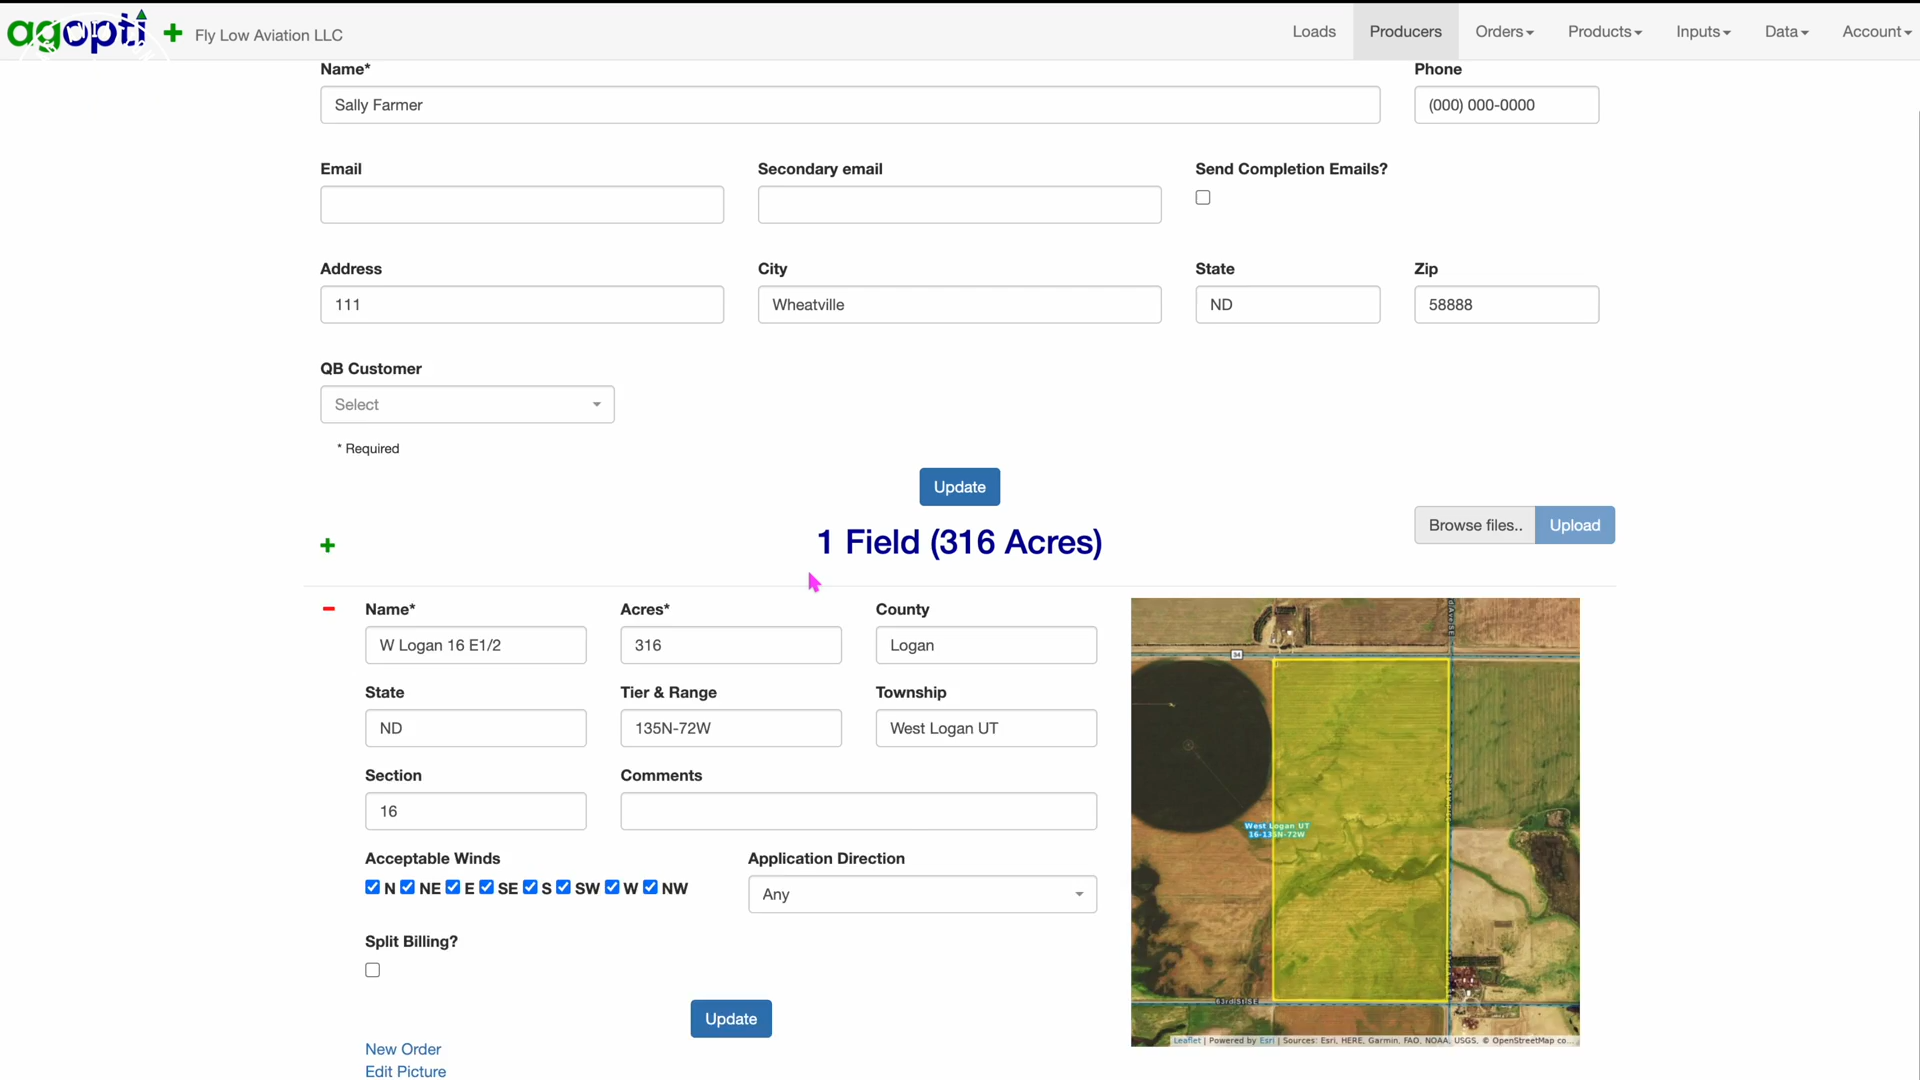 agopti
+ Fly Low Aviation LLC
Loads
Producers
Orders
Products
Inputs
Data
Account
Name*
Phone
Sally Farmer
(000) 000-0000
Email
Secondary email
Send Completion Emails?
Address
City
State
Zip
111
Wheatville
ND
58888
QB Customer
Select
* Required
Update
Browse files..
Upload
+
1 Field (316 Acres)
Name*
Acres*
County
W Logan 16 E1/2
316
Logan
State
Tier & Range
Township
ND
135N-72W
West Logan UT
Section
Comments
16
Acceptable Winds
Application Direction
N NE E SE S SW W NW
Any
Split Billing?
Update
New Order
Edit Picture
34
West Logan UT
16-135N-72W
63rd St SE
Leaflet | Powered by Esri | Sources: Esri, HERE, Garmin, FAO, NOAA, USGS, © OpenStreetMap co...